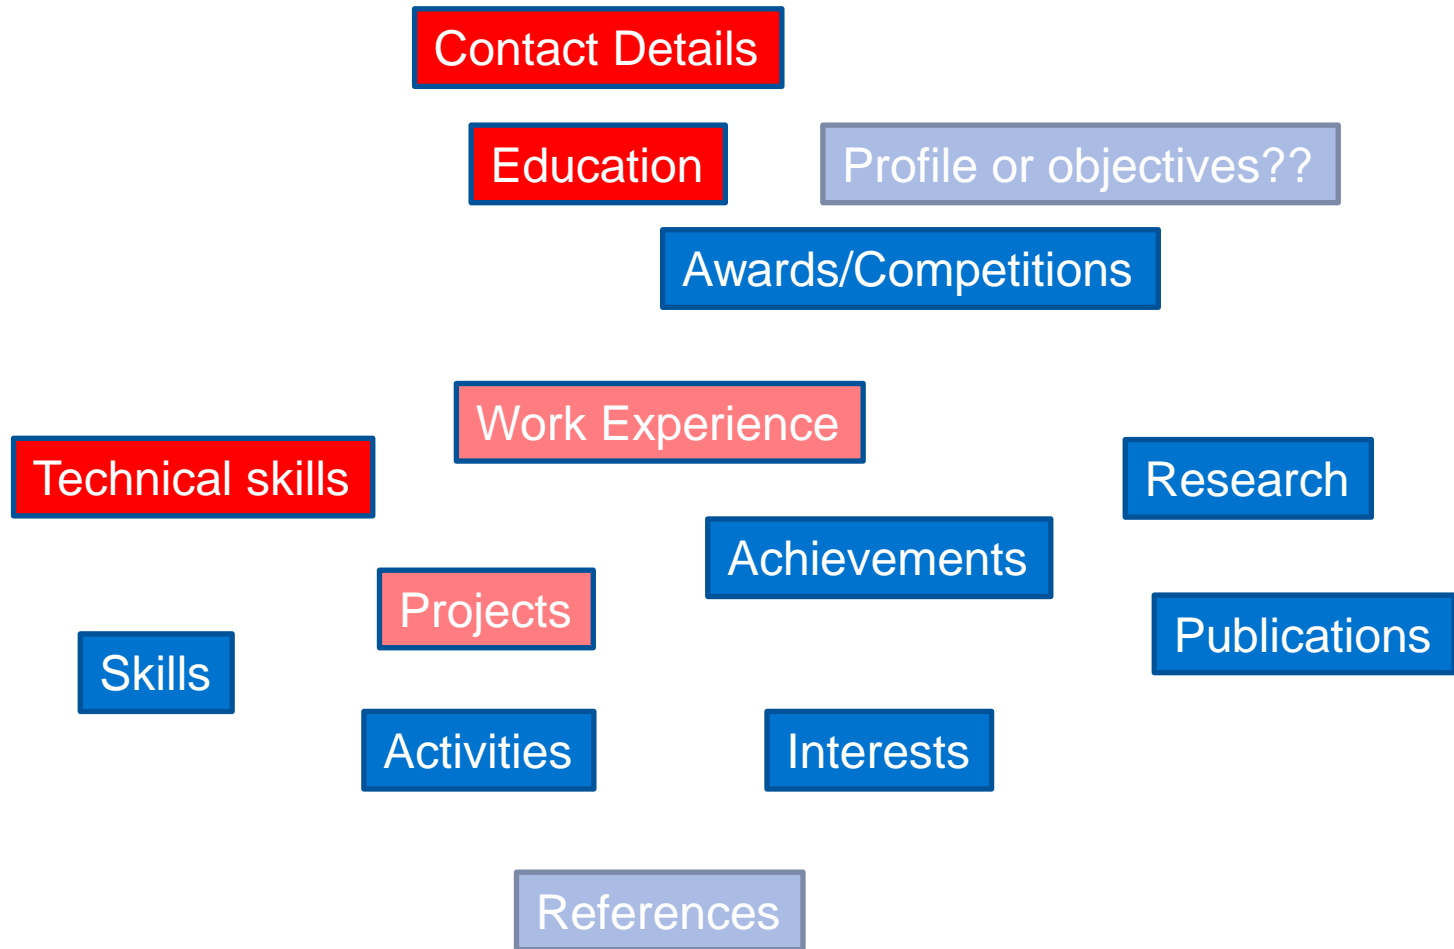 Contact Details
Education
Profile or objectives??
Awards/Competitions
Work Experience
Technical skills
Research
Achievements
Projects
Publications
Skills
Activities
Interests
References